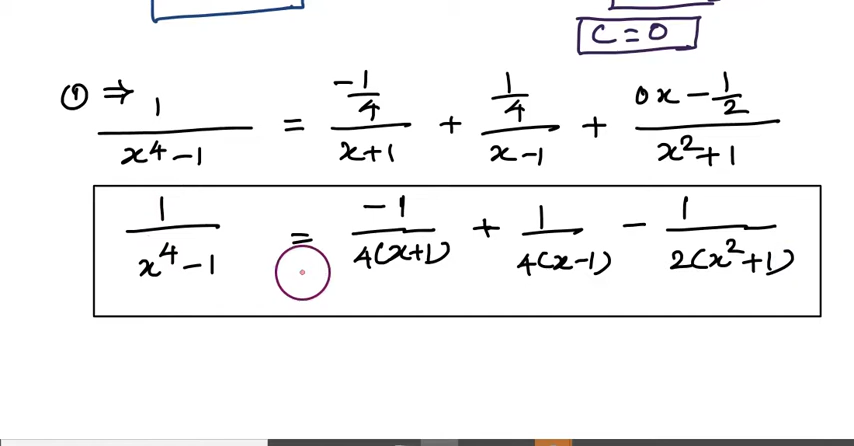 C = 0
① ⇒ 1/(x⁴ - 1) = (-1/4)/(x+1) + (1/4)/(x-1) + (0x - 1/2)/(x²+1)
1/(x⁴ - 1) = -1/(4(x+1)) + 1/(4(x-1)) - 1/(2(x²+1))